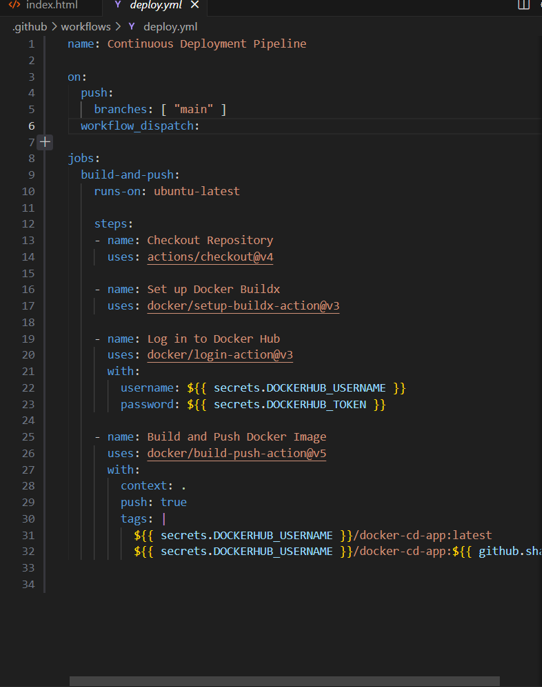 index.html
deploy.yml
.github > workflows > deploy.yml
1 name: Continuous Deployment Pipeline
2
3 on:
4   push:
5     branches: [ "main" ]
6   workflow_dispatch:
7
8 jobs:
9   build-and-push:
10     runs-on: ubuntu-latest
11
12     steps:
13     - name: Checkout Repository
14       uses: actions/checkout@v4
15
16     - name: Set up Docker Buildx
17       uses: docker/setup-buildx-action@v3
18
19     - name: Log in to Docker Hub
20       uses: docker/login-action@v3
21       with:
22         username: ${{ secrets.DOCKERHUB_USERNAME }}
23         password: ${{ secrets.DOCKERHUB_TOKEN }}
24
25     - name: Build and Push Docker Image
26       uses: docker/build-push-action@v5
27       with:
28         context: .
29         push: true
30         tags: |
31           ${{ secrets.DOCKERHUB_USERNAME }}/docker-cd-app:latest
32           ${{ secrets.DOCKERHUB_USERNAME }}/docker-cd-app:${{ github.sha
33
34